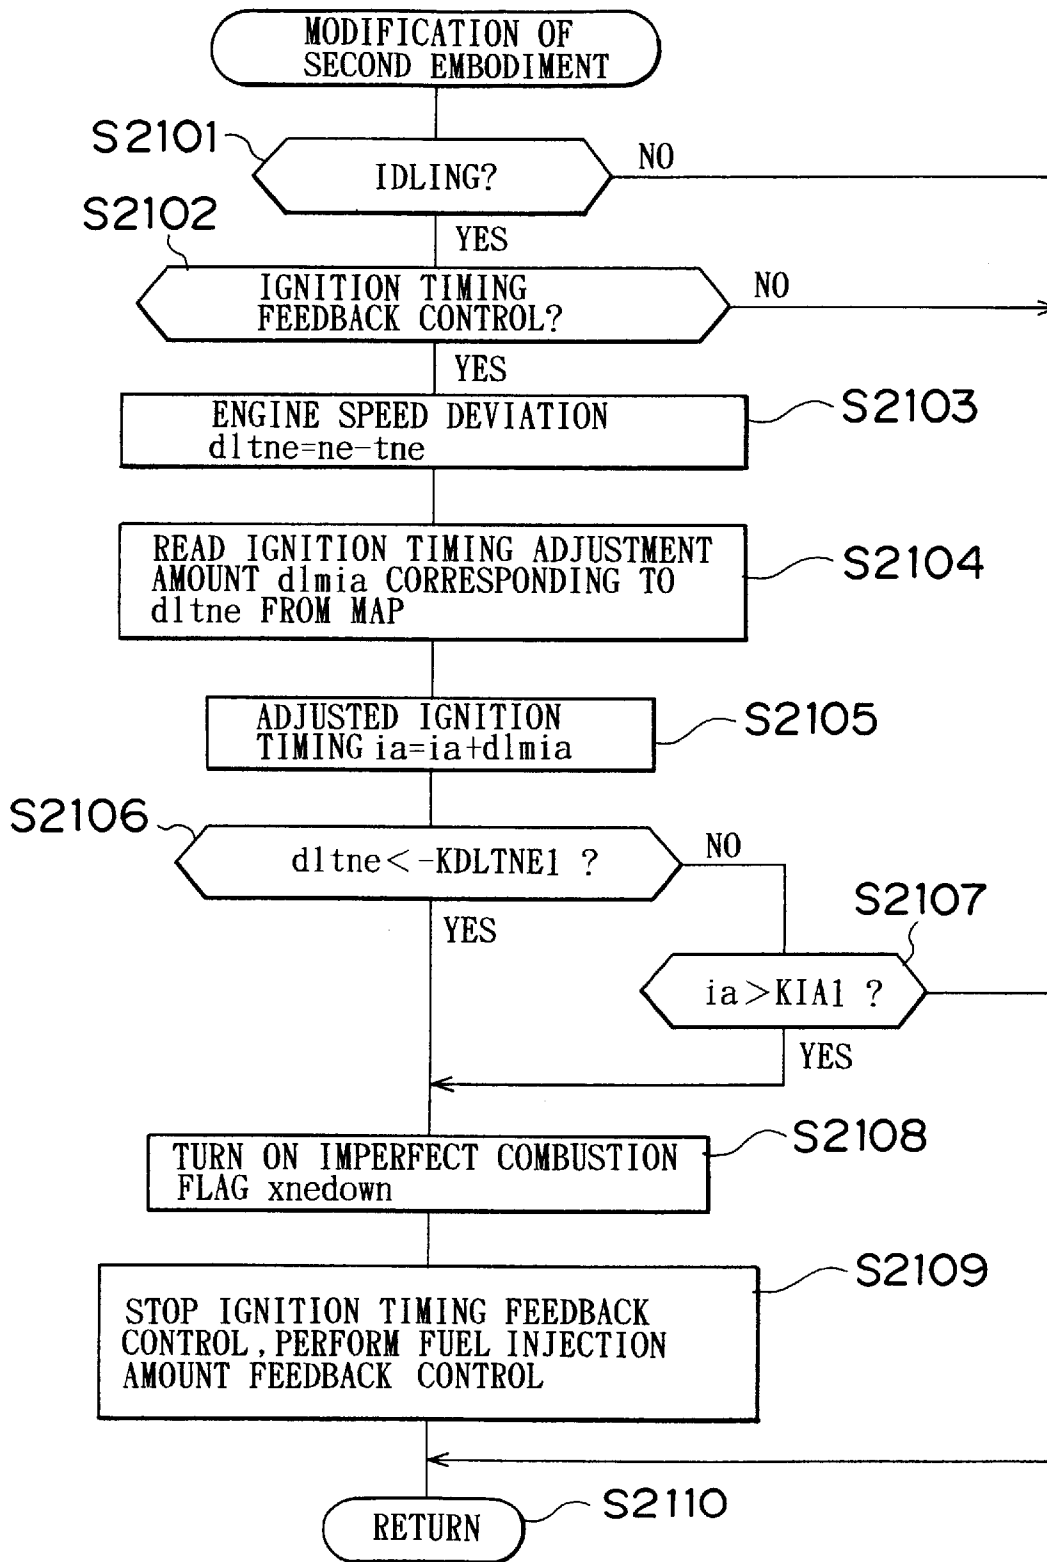 MODIFICATION OF
SECOND EMBODIMENT
S2101
IDLING?
NO
YES
S2102
IGNITION TIMING
FEEDBACK CONTROL?
NO
YES
S2103
ENGINE SPEED DEVIATION
dltne=ne-tne
S2104
READ IGNITION TIMING ADJUSTMENT
AMOUNT dlmia CORRESPONDING TO
dltne FROM MAP
S2105
ADJUSTED IGNITION
TIMING ia=ia+dlmia
S2106
dltne<-KDLTNE1 ?
NO
YES
S2107
ia>KIA1 ?
YES
S2108
TURN ON IMPERFECT COMBUSTION
FLAG xnedown
S2109
STOP IGNITION TIMING FEEDBACK
CONTROL,PERFORM FUEL INJECTION
AMOUNT FEEDBACK CONTROL
S2110
RETURN